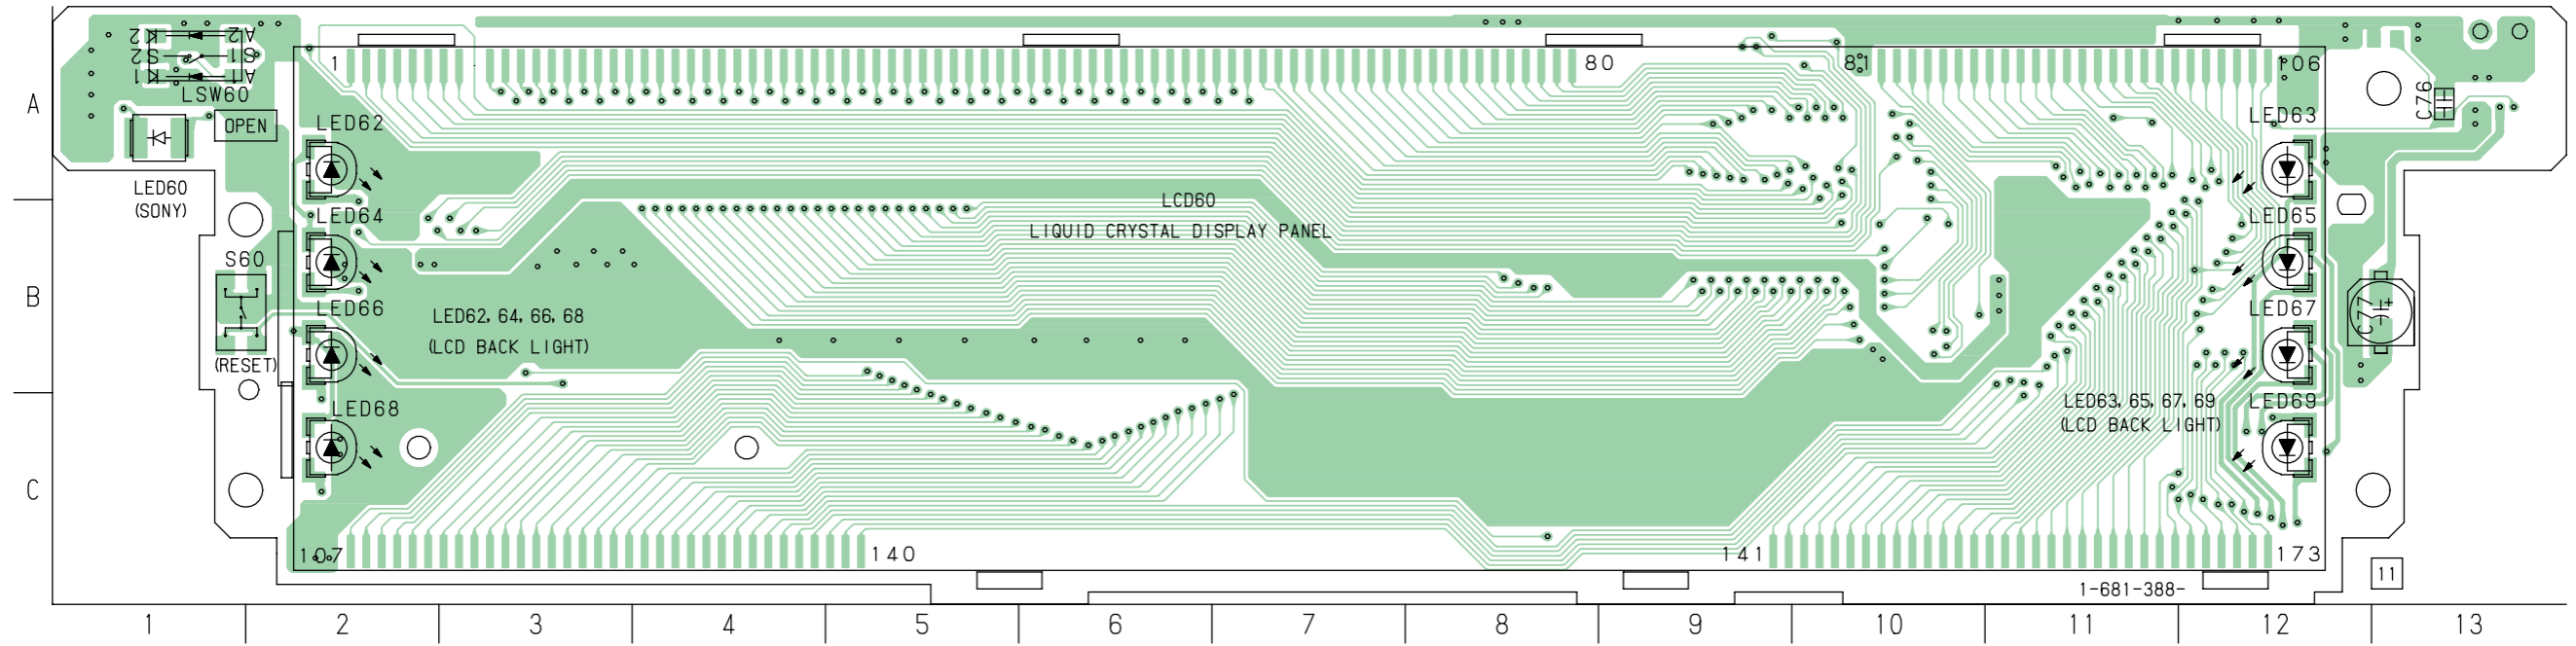 K2 A2
S2 S1
K1 A1
LSW60
OPEN
1
80
81
106
A
LED62
LED63
C76
LED60
(SONY)
LED64
LCD60
LIQUID CRYSTAL DISPLAY PANEL
LED65
S60
B
LED66
LED62, 64, 66, 68
(LCD BACK LIGHT)
LED67
C77
+
(RESET)
LED68
LED63, 65, 67, 69
(LCD BACK LIGHT)
LED69
C
107
140
141
173
11
1-681-388-
1 2 3 4 5 6 7 8 9 10 11 12 13